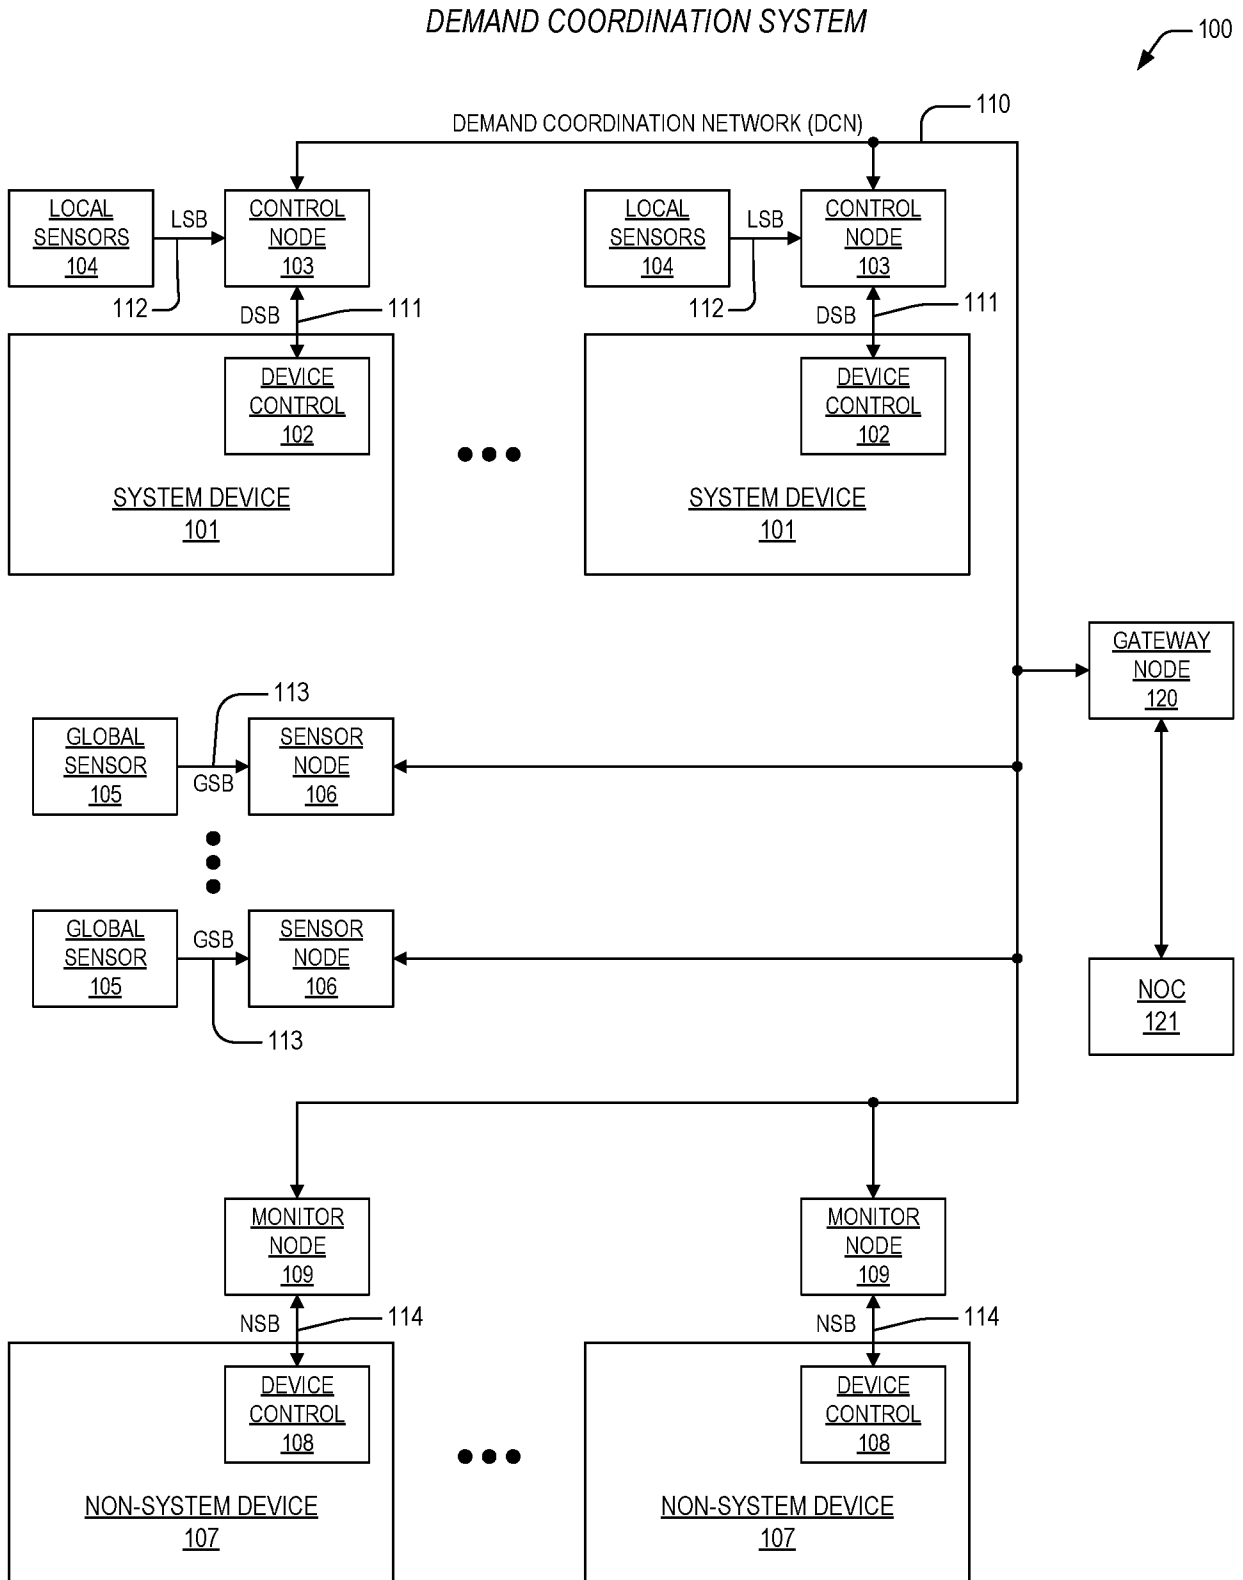 DEMAND COORDINATION SYSTEM
100
110
DEMAND COORDINATION NETWORK (DCN)
LOCAL
SENSORS
104
LSB
112
CONTROL
NODE
103
DSB
111
DEVICE
CONTROL
102
SYSTEM DEVICE
101
LOCAL
SENSORS
104
LSB
112
CONTROL
NODE
103
DSB
111
DEVICE
CONTROL
102
SYSTEM DEVICE
101
GATEWAY
NODE
120
GLOBAL
SENSOR
105
113
GSB
SENSOR
NODE
106
GLOBAL
SENSOR
105
GSB
113
SENSOR
NODE
106
NOC
121
MONITOR
NODE
109
NSB
114
DEVICE
CONTROL
108
NON-SYSTEM DEVICE
107
MONITOR
NODE
109
NSB
114
DEVICE
CONTROL
108
NON-SYSTEM DEVICE
107